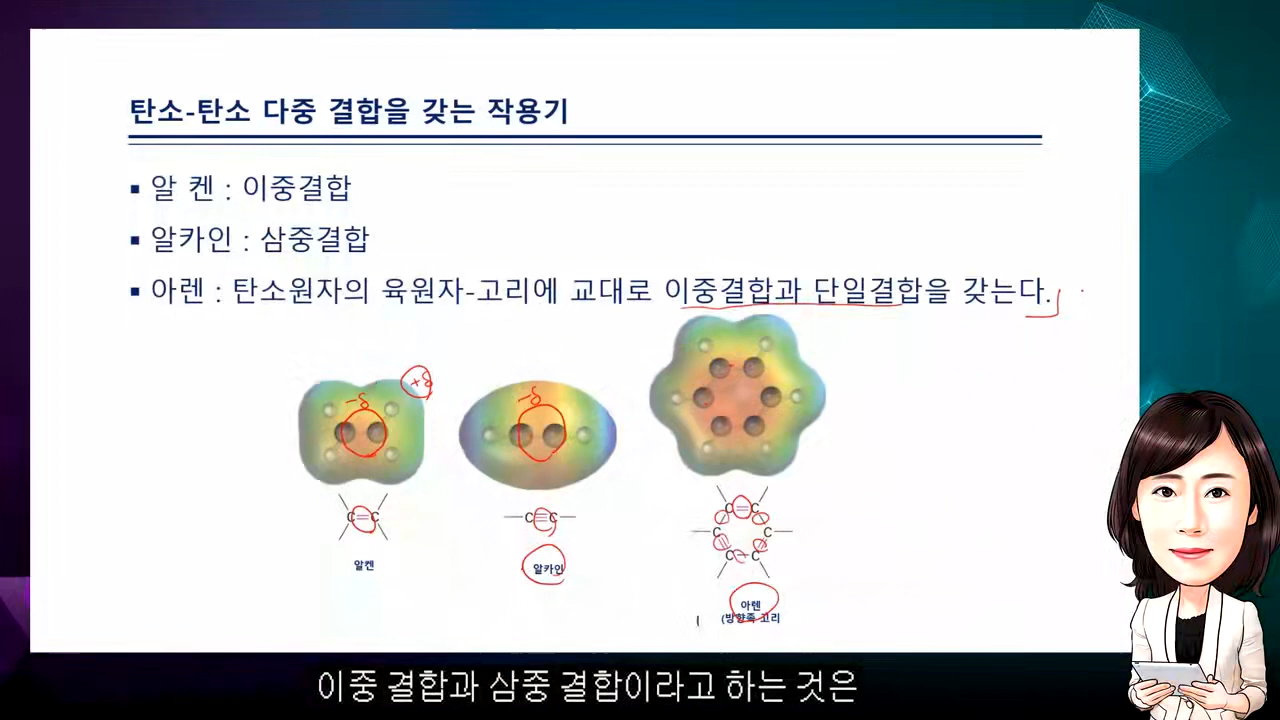 탄소-탄소 다중 결합을 갖는 작용기
▪ 알 켄 : 이중결합
▪ 알카인 : 삼중결합
▪ 아렌 : 탄소원자의 육원자-고리에 교대로 이중결합과 단일결합을 갖는다.
+δ
-δ
-δ
C=C
C≡C
C=C
C C
C-C
알켄
알카인
아렌
(방향족 고리
이중 결합과 삼중 결합이라고 하는 것은